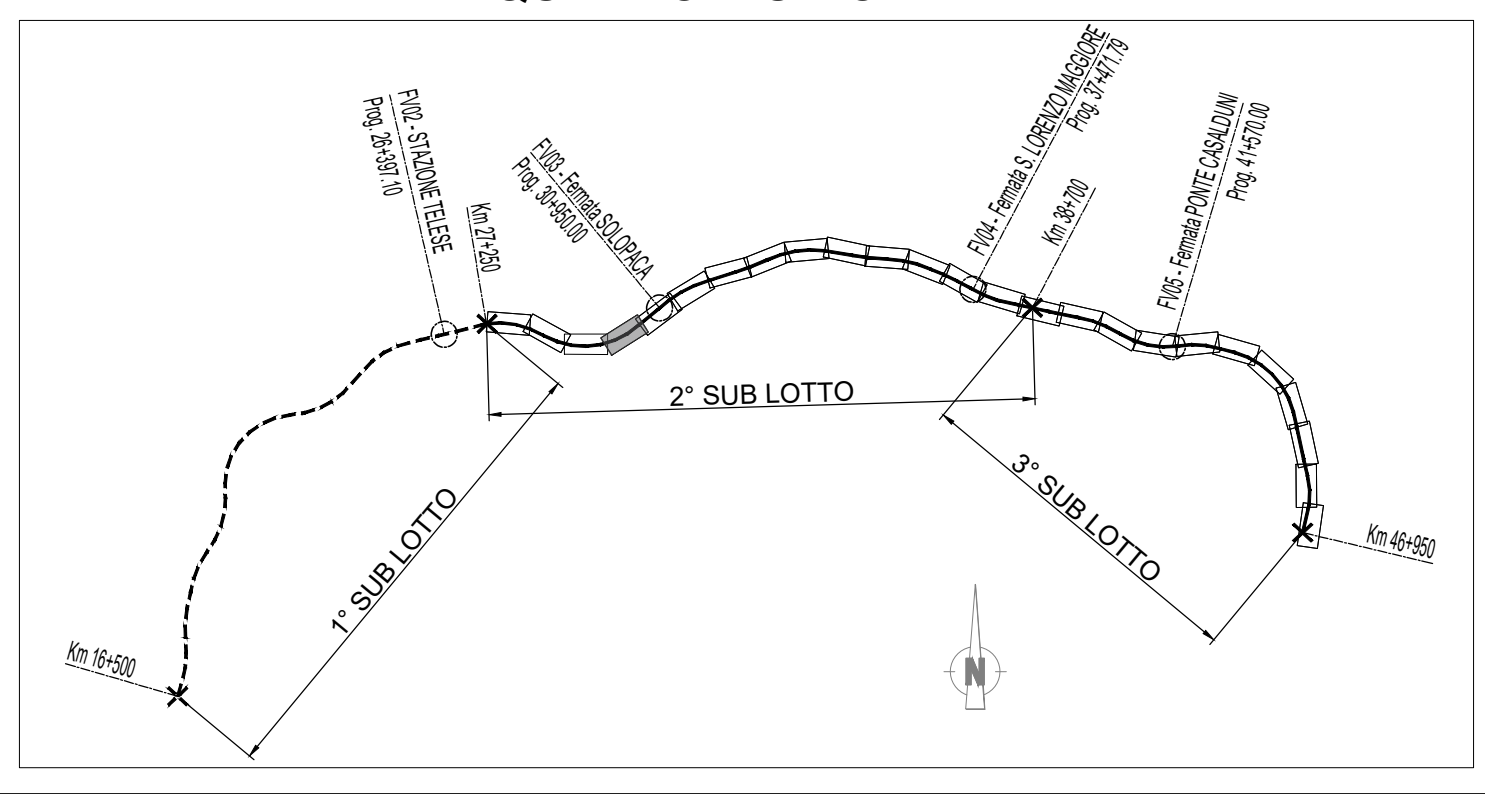 FV02 - STAZIONE TELESE
Prog. 26+397.10
Km 27+250
FV03 - Fermata SOLOPACA
Prog. 30+950.00
FV04 - Fermata S. LORENZO MAGGIORE
Prog. 37+471.79
Km 38+700
FV05 - Fermata PONTE CASALDUNI
Prog. 41+570.00
2° SUB LOTTO
1° SUB LOTTO
3° SUB LOTTO
Km 46+950
Km 16+500
N